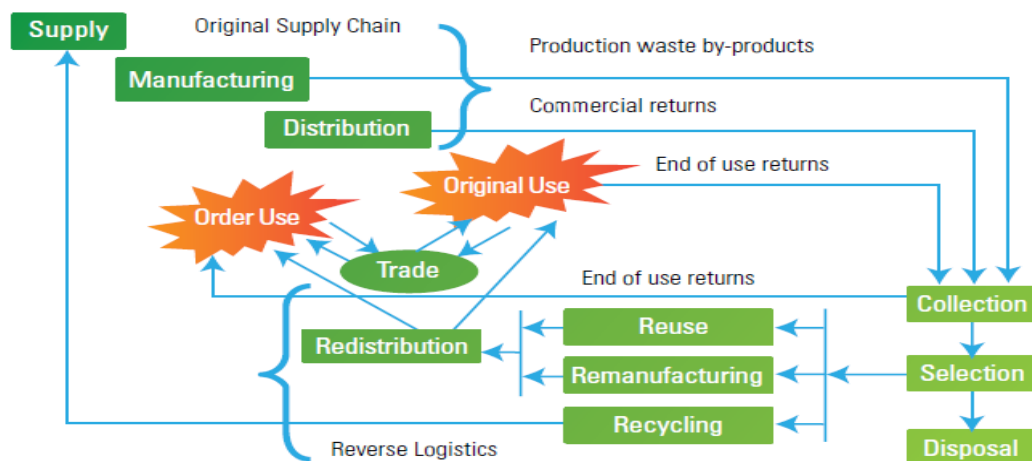 Supply
Original Supply Chain
Production waste by-products
Manufacturing
Commercial returns
Distribution
End of use returns
Original Use
Order Use
Trade
End of use returns
Collection
Reuse
Redistribution
Remanufacturing
Selection
Recycling
Reverse Logistics
Disposal